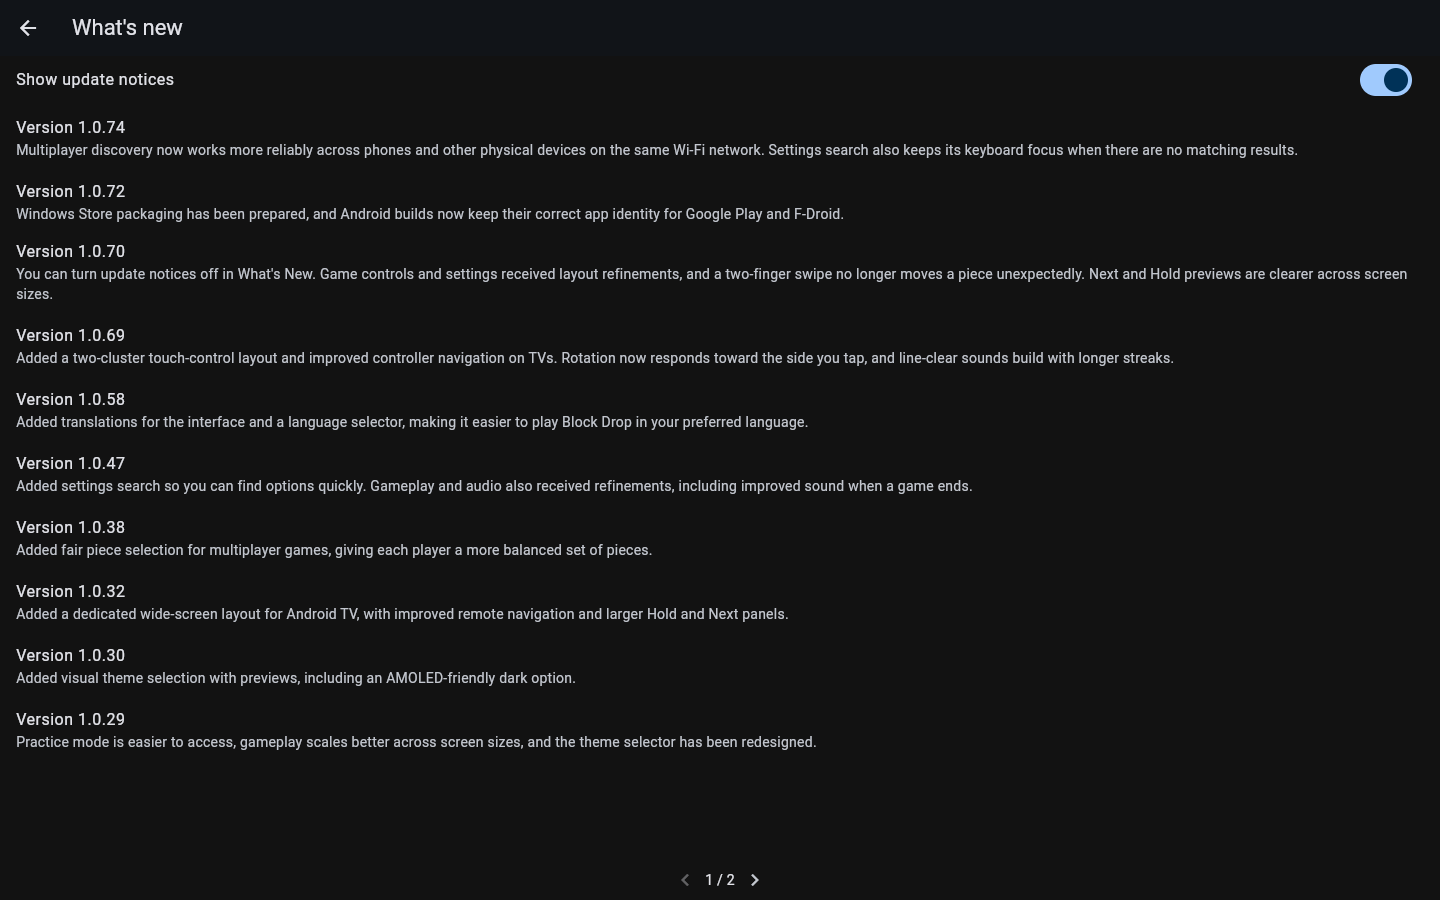 What's new
Show update notices
Version 1.0.74
Multiplayer discovery now works more reliably across phones and other physical devices on the same Wi-Fi network. Settings search also keeps its keyboard focus when there are no matching results.
Version 1.0.72
Windows Store packaging has been prepared, and Android builds now keep their correct app identity for Google Play and F-Droid.
Version 1.0.70
You can turn update notices off in What's New. Game controls and settings received layout refinements, and a two-finger swipe no longer moves a piece unexpectedly. Next and Hold previews are clearer across screen
sizes.
Version 1.0.69
Added a two-cluster touch-control layout and improved controller navigation on TVs. Rotation now responds toward the side you tap, and line-clear sounds build with longer streaks.
Version 1.0.58
Added translations for the interface and a language selector, making it easier to play Block Drop in your preferred language.
Version 1.0.47
Added settings search so you can find options quickly. Gameplay and audio also received refinements, including improved sound when a game ends.
Version 1.0.38
Added fair piece selection for multiplayer games, giving each player a more balanced set of pieces.
Version 1.0.32
Added a dedicated wide-screen layout for Android TV, with improved remote navigation and larger Hold and Next panels.
Version 1.0.30
Added visual theme selection with previews, including an AMOLED-friendly dark option.
Version 1.0.29
Practice mode is easier to access, gameplay scales better across screen sizes, and the theme selector has been redesigned.
1 / 2